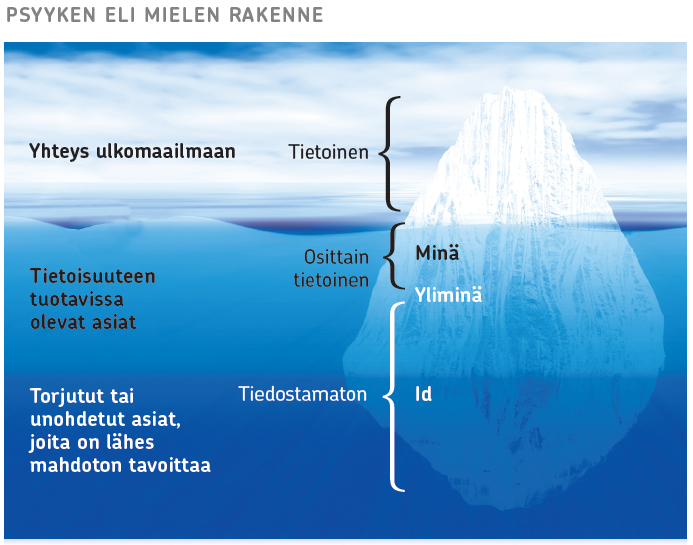 PSYYKEN ELI MIELEN RAKENNE
Yhteys ulkomaailmaan
Tietoinen
Osittain
tietoinen
Minä
Tietoisuuteen
tuotavissa
olevat asiat
Yliminä
Torjutut tai
unohdetut asiat,
joita on lähes
mahdoton tavoittaa
Tiedostamaton
Id